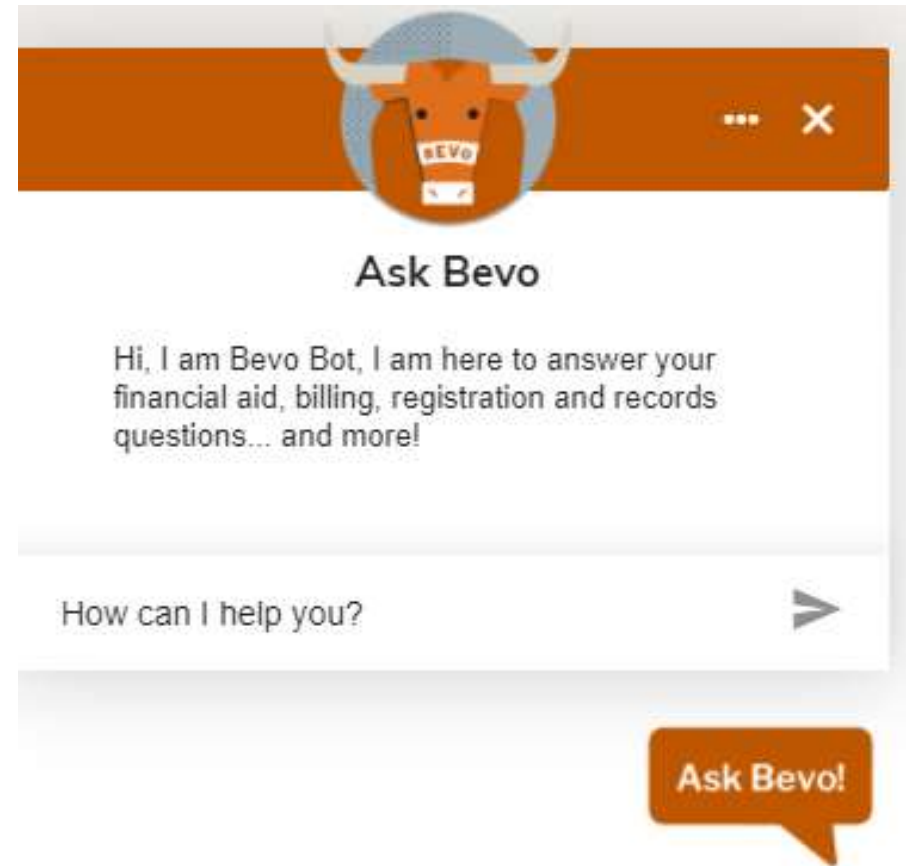 BEVO
Ask Bevo
Hi, I am Bevo Bot, I am here to answer your
financial aid, billing, registration and records
questions... and more!
How can I help you?
Ask Bevo!